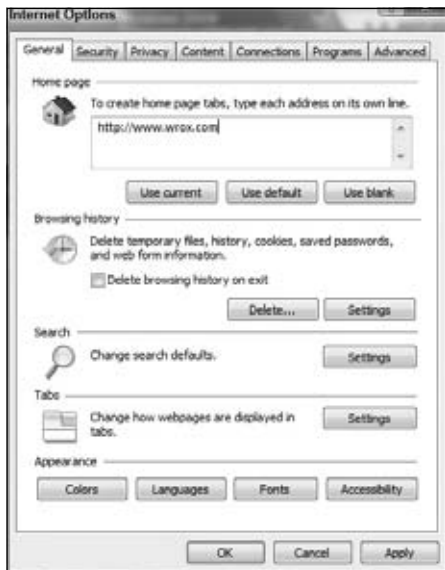 Internet Options
General Security Privacy Content Connections Programs Advanced
Home page
To create home page tabs, type each address on its own line.
http://www.wrox.com
Use current Use default Use blank
Browsing history
Delete temporary files, history, cookies, saved passwords,
and web form information.
Delete browsing history on exit
Delete... Settings
Search
Change search defaults. Settings
Tabs
Change how webpages are displayed in Settings
tabs.
Appearance
Colors Languages Fonts Accessibility
OK Cancel Apply